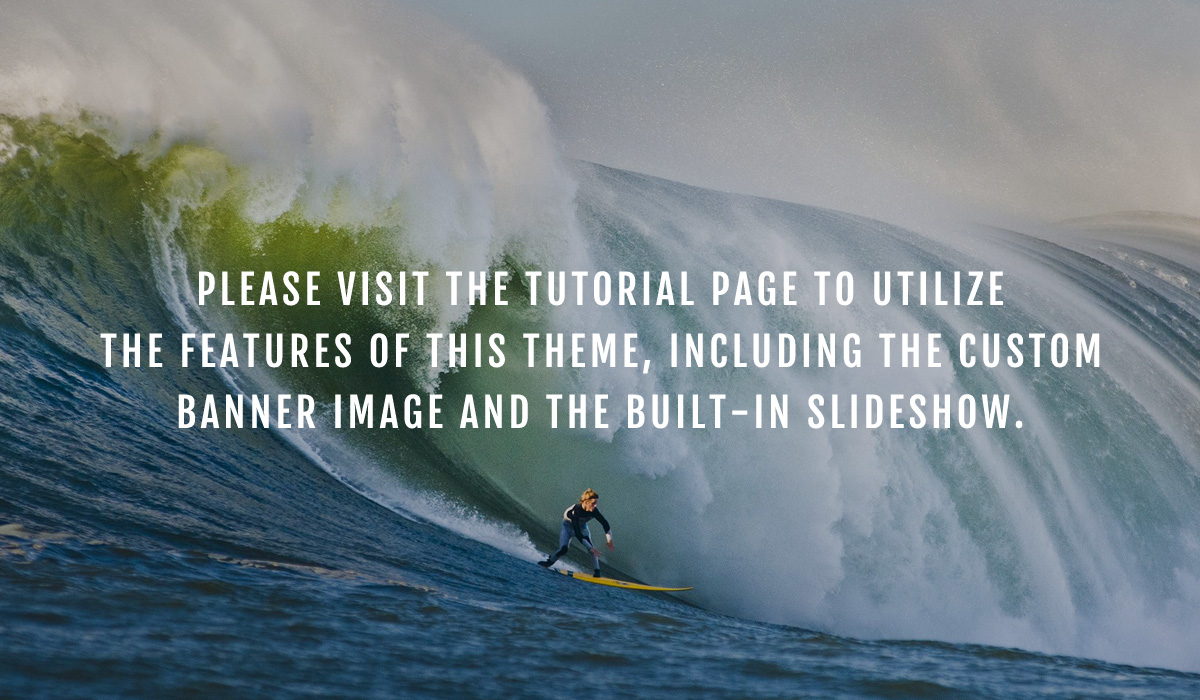 PLEASE VISIT THE TUTORIAL PAGE TO UTILIZE
THE FEATURES OF THIS THEME, INCLUDING THE CUSTOM
BANNER IMAGE AND THE BUILT-IN SLIDESHOW.